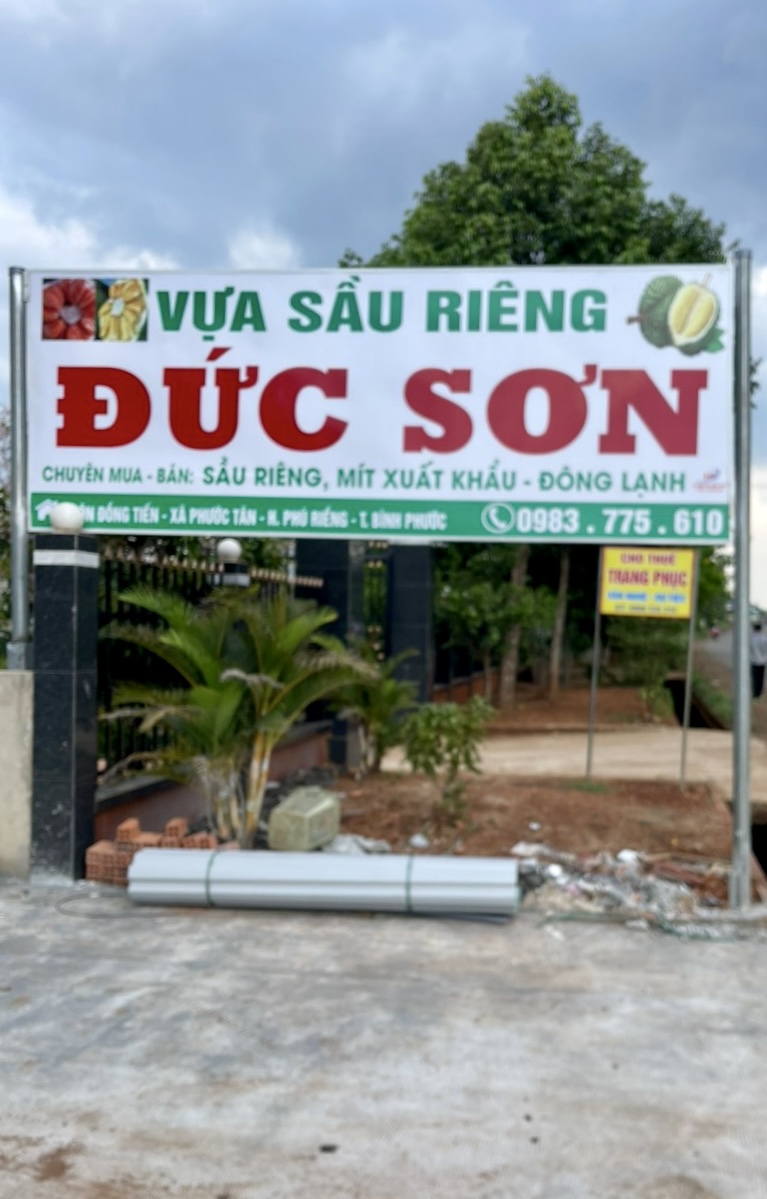 VỰA SẦU RIÊNG
ĐỨC SƠN
CHUYÊN MUA - BÁN: SẦU RIÊNG, MÍT XUẤT KHẨU - ĐÔNG LẠNH
ĐỒNG TIẾN - XÃ PHƯỚC TÂN - H. PHÚ RIỀNG - T. BÌNH PHƯỚC 0983.775.610
CHO THUÊ
TRANG PHỤC